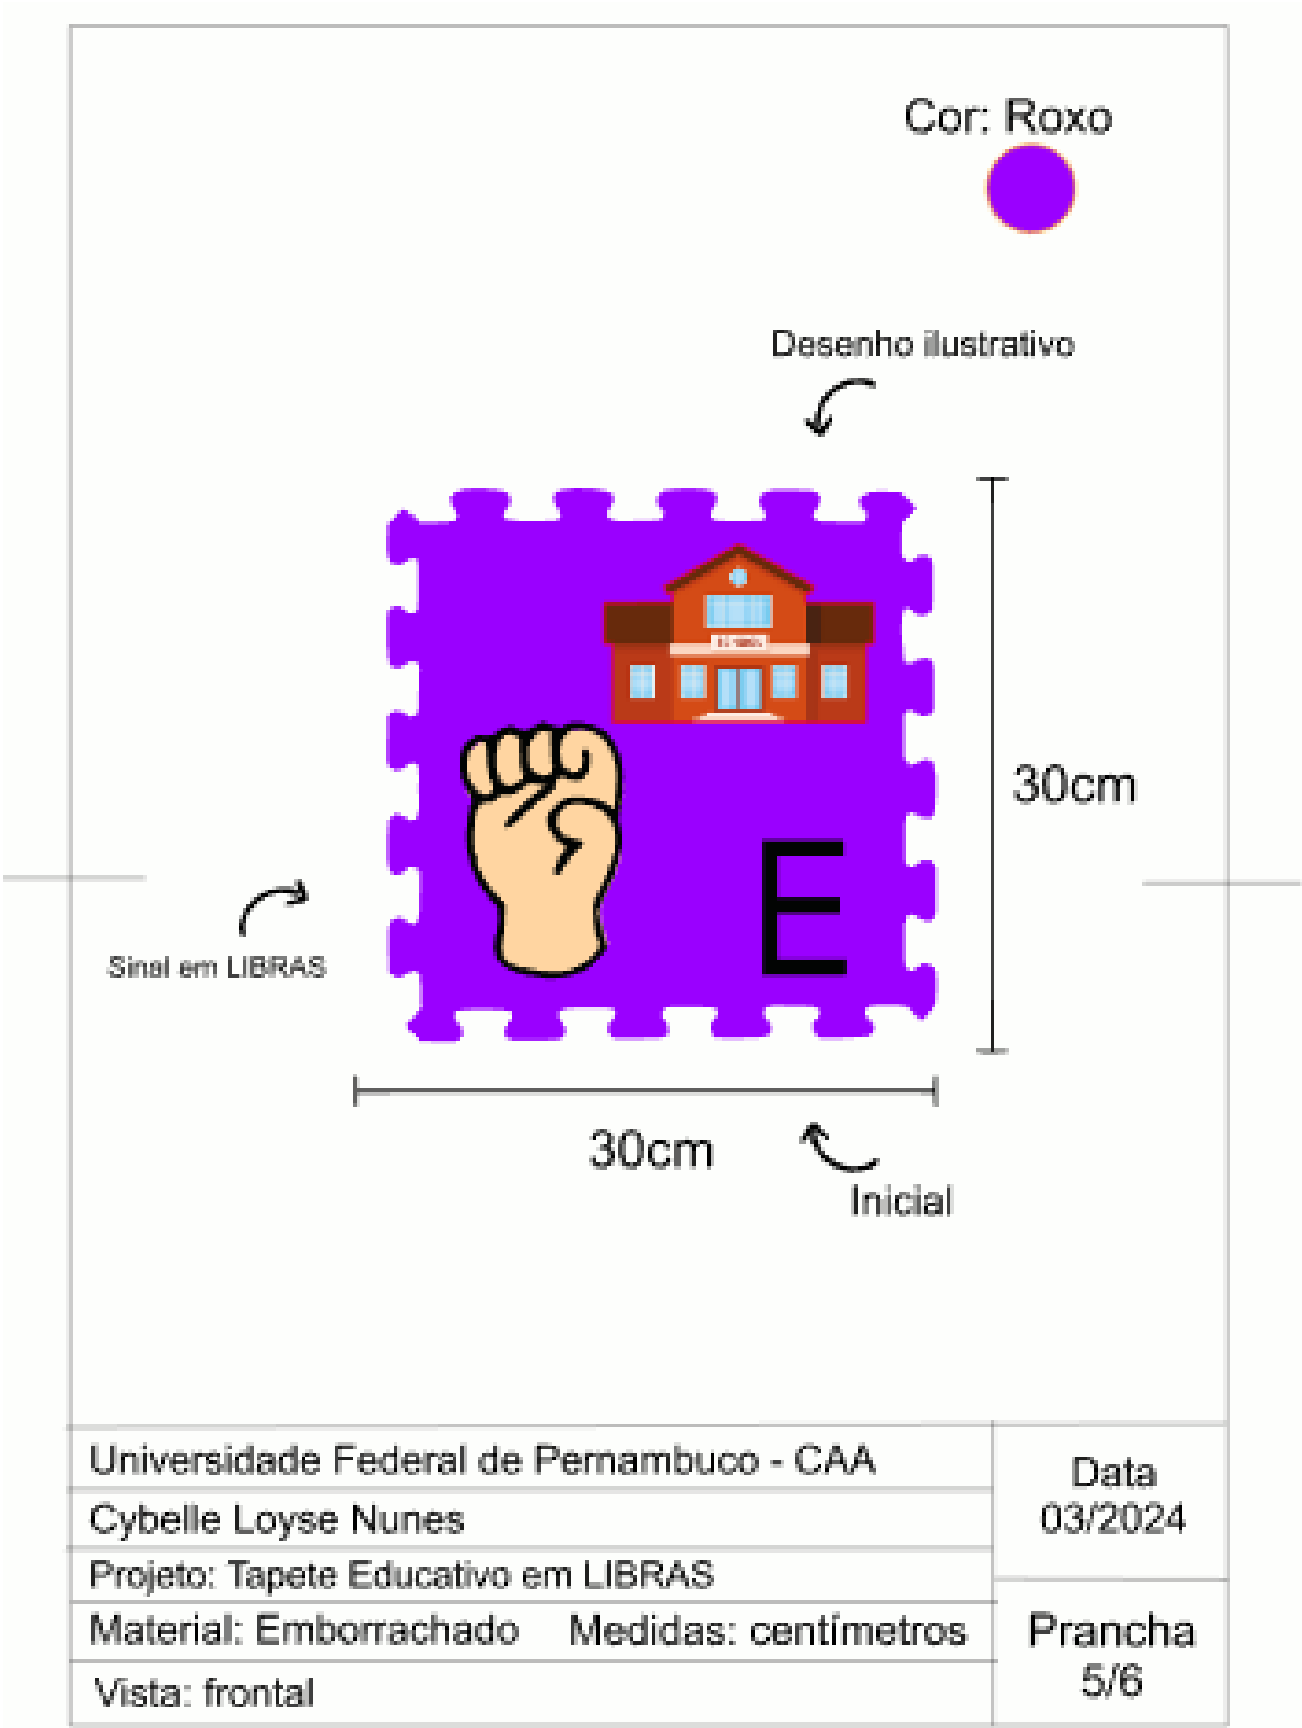 Cor: Roxo
Desenho ilustrativo
30cm
E
Sinal em LIBRAS
30cm
Inicial
Universidade Federal de Pernambuco - CAA
Cybelle Loyse Nunes
Projeto: Tapete Educativo em LIBRAS
Material: Emborrachado Medidas: centímetros
Vista: frontal
Data
03/2024
Prancha
5/6